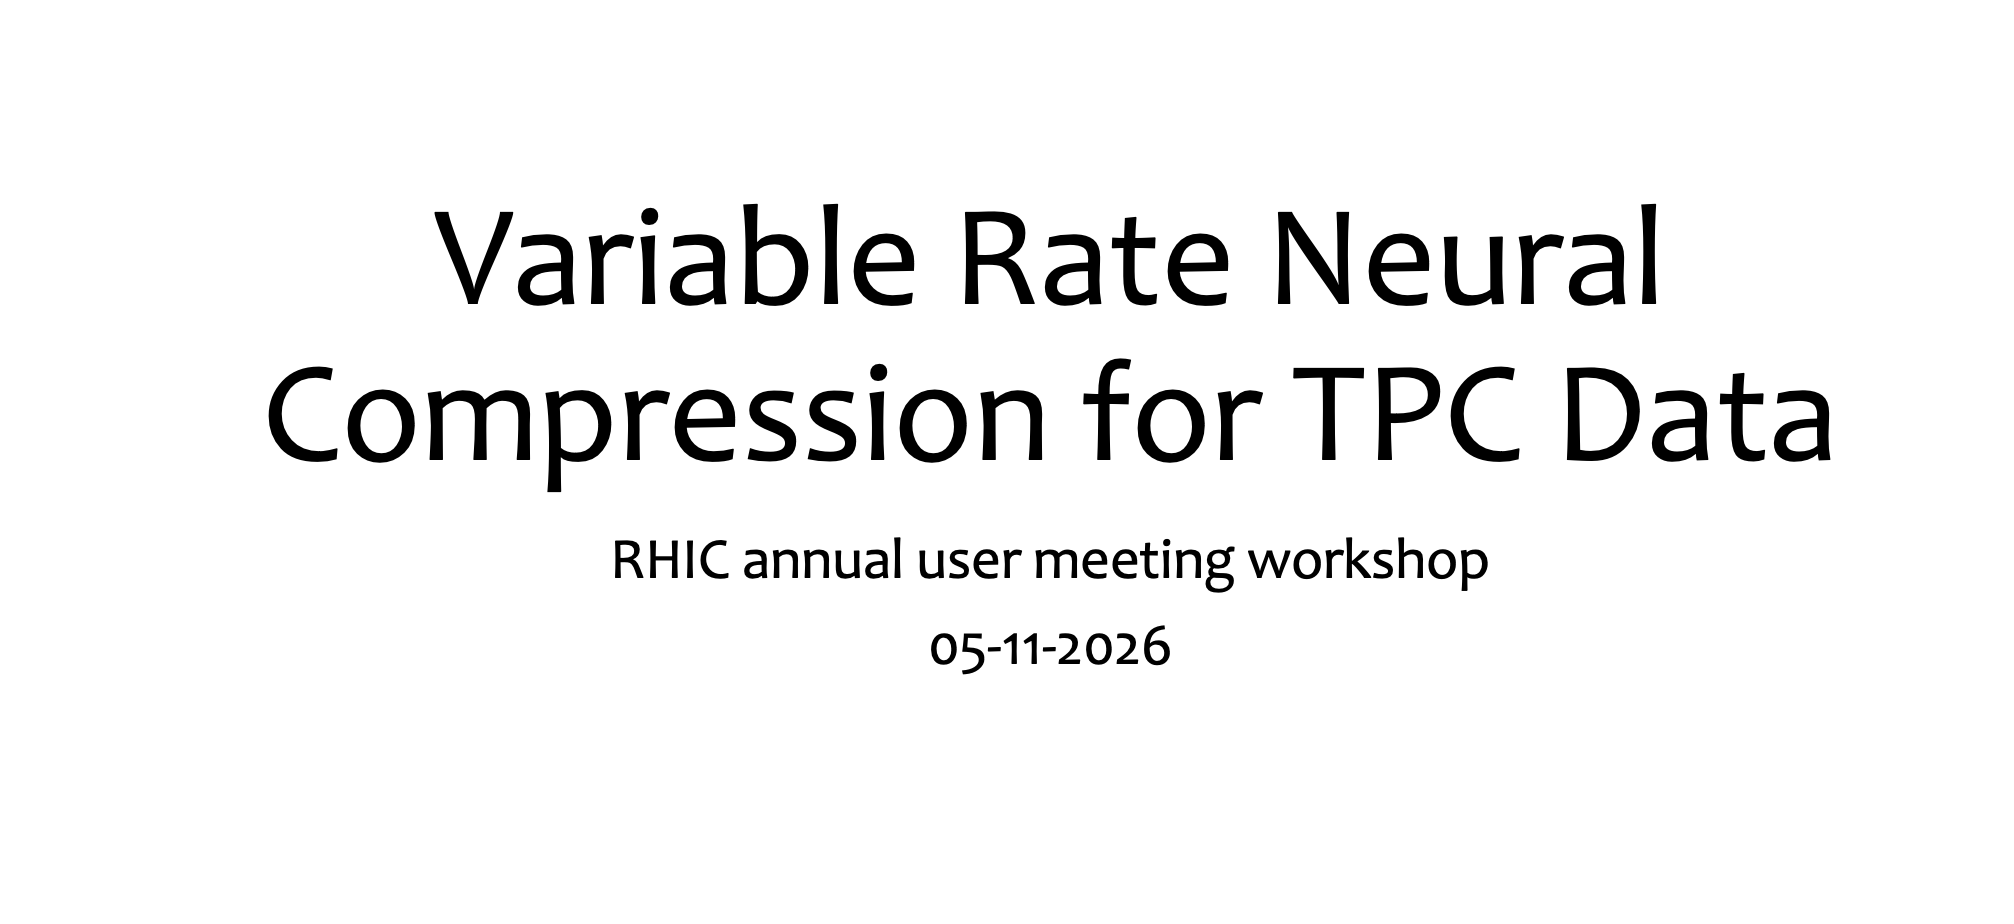 Variable Rate Neural
Compression for TPC Data
RHIC annual user meeting workshop
05-11-2026